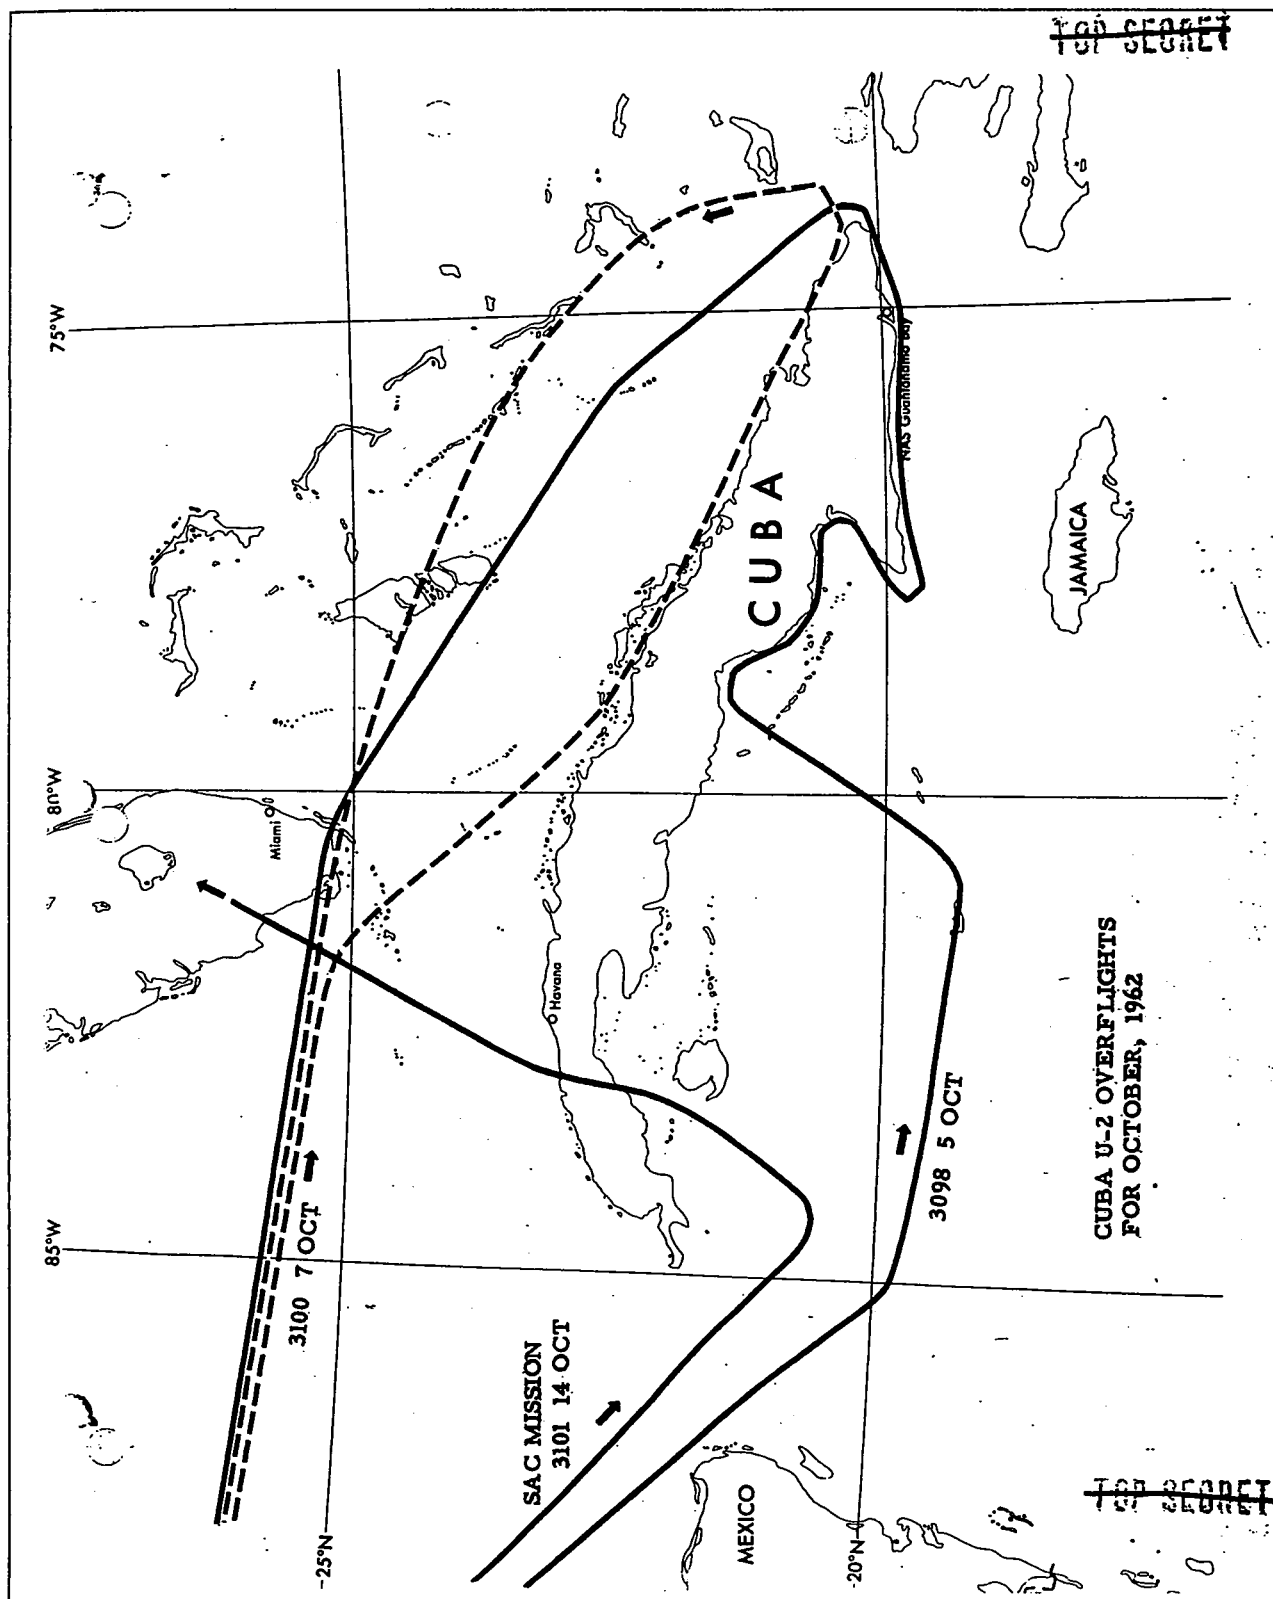 TOP SECRET
75°W
80°W
85°W
Miami
Havana
CUBA
NAS Guantanamo Bay
JAMAICA
MEXICO
-25°N
-20°N
3100 7 OCT
SAC MISSION
3101 14 OCT
3098 5 OCT
CUBA U-2 OVERFLIGHTS
FOR OCTOBER, 1962
TOP SECRET